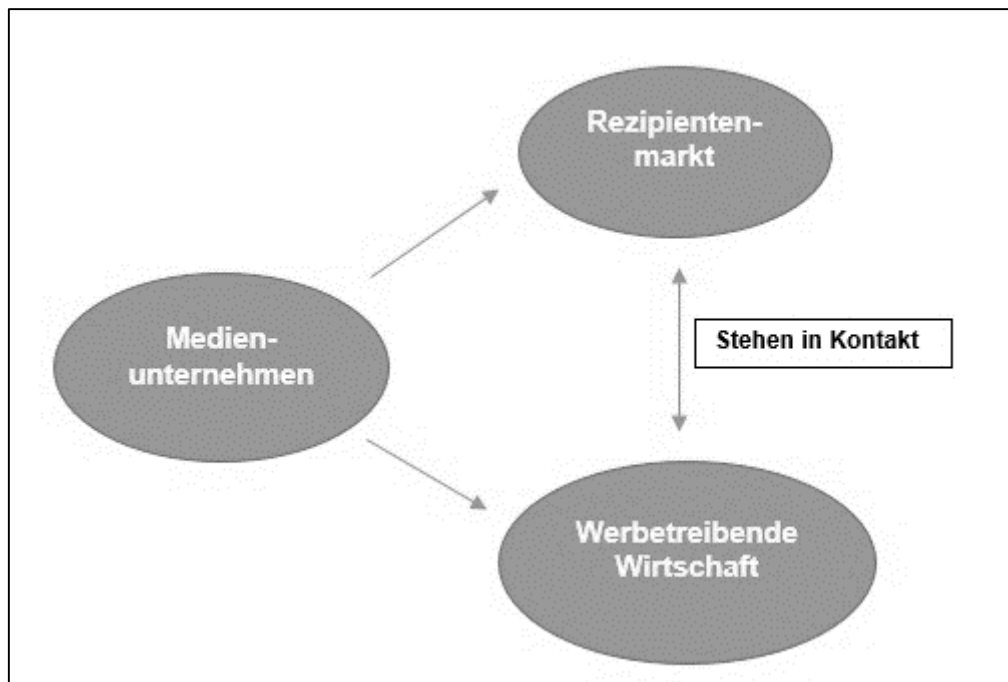 Rezipienten-
markt
Medien-
unternehmen
Stehen in Kontakt
Werbetreibende
Wirtschaft